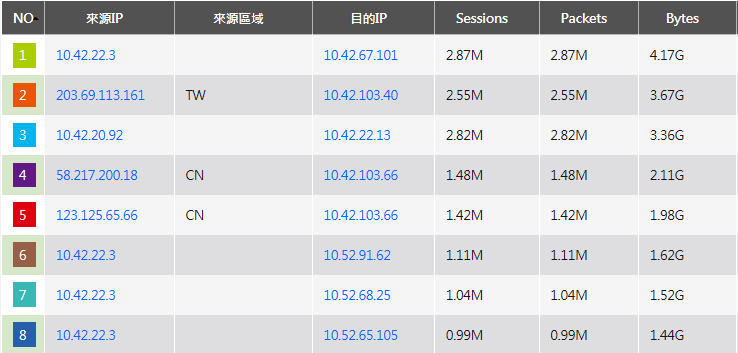 NO 來源IP 來源區域 目的IP Sessions Packets Bytes
1 10.42.22.3 10.42.67.101 2.87M 2.87M 4.17G
2 203.69.113.161 TW 10.42.103.40 2.55M 2.55M 3.67G
3 10.42.20.92 10.42.22.13 2.82M 2.82M 3.36G
4 58.217.200.18 CN 10.42.103.66 1.48M 1.48M 2.11G
5 123.125.65.66 CN 10.42.103.66 1.42M 1.42M 1.98G
6 10.42.22.3 10.52.91.62 1.11M 1.11M 1.62G
7 10.42.22.3 10.52.68.25 1.04M 1.04M 1.52G
8 10.42.22.3 10.52.65.105 0.99M 0.99M 1.44G